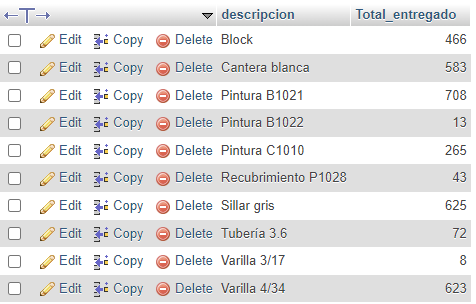 descripcion Total_entregado
Edit Copy Delete Block 466
Edit Copy Delete Cantera blanca 583
Edit Copy Delete Pintura B1021 708
Edit Copy Delete Pintura B1022 13
Edit Copy Delete Pintura C1010 265
Edit Copy Delete Recubrimiento P1028 43
Edit Copy Delete Sillar gris 625
Edit Copy Delete Tubería 3.6 72
Edit Copy Delete Varilla 3/17 8
Edit Copy Delete Varilla 4/34 623